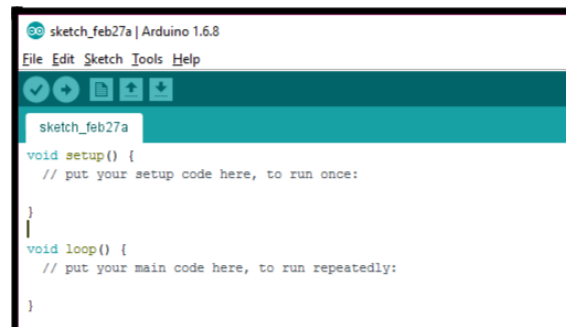 sketch_feb27a | Arduino 1.6.8
File Edit Sketch Tools Help
sketch_feb27a
void setup() {
  // put your setup code here, to run once:
}
void loop() {
  // put your main code here, to run repeatedly:
}